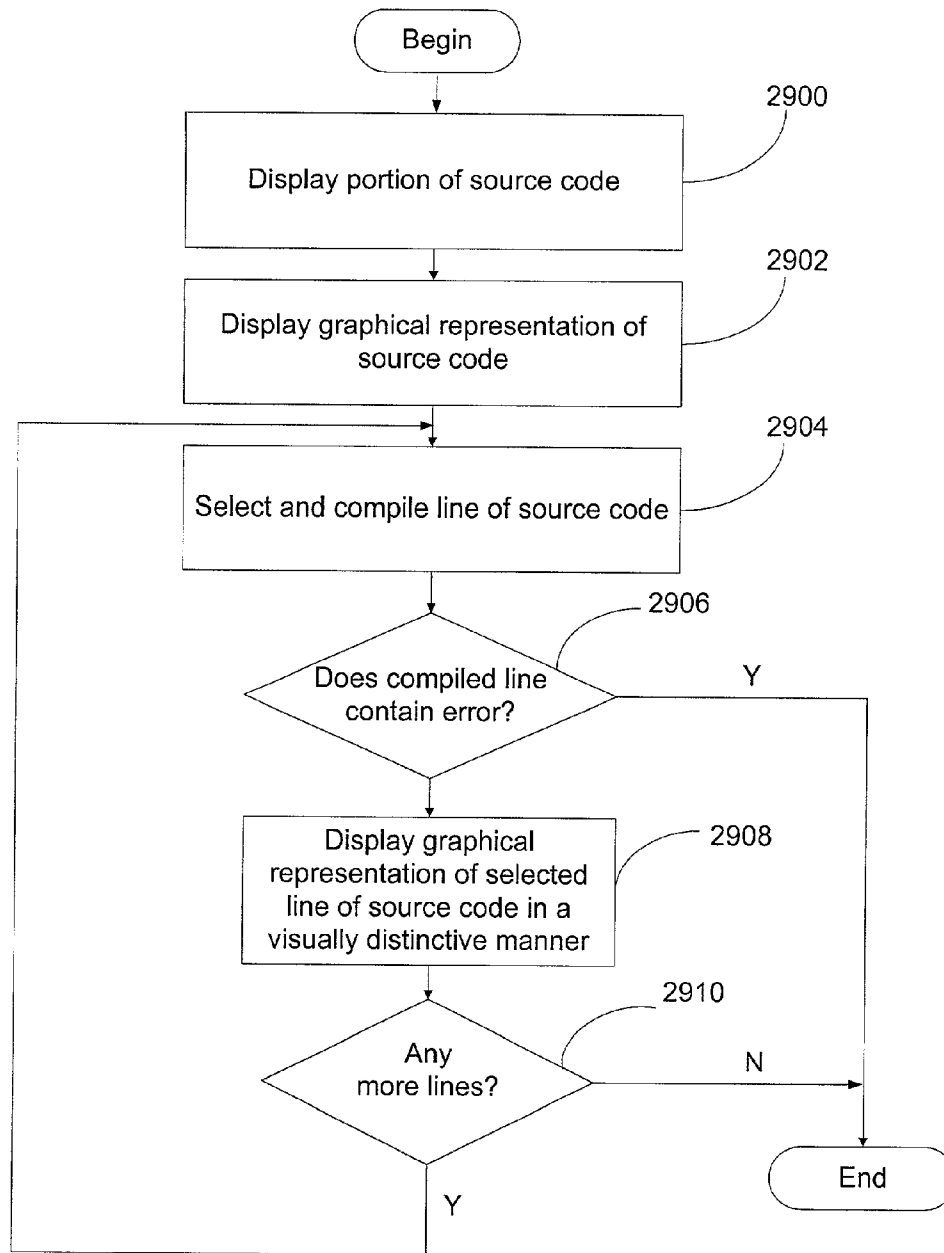 Begin
2900
Display portion of source code
2902
Display graphical representation of
source code
2904
Select and compile line of source code
2906
Does compiled line
contain error?
Y
Display graphical
representation of selected
line of source code in a
visually distinctive manner
2908
2910
Any
more lines?
N
End
Y